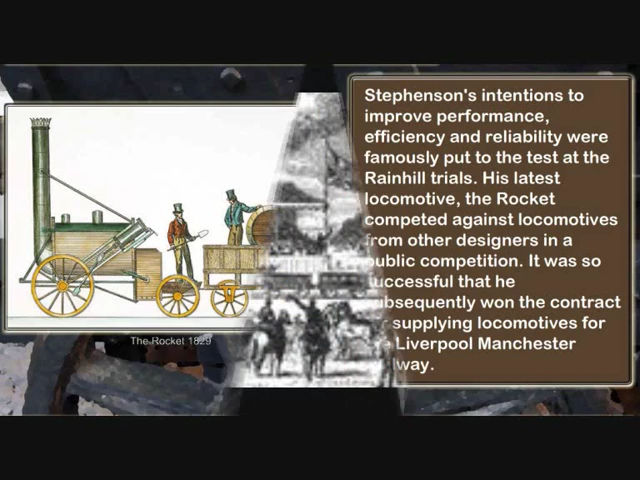 Stephenson's intentions to
improve performance,
efficiency and reliability were
famously put to the test at the
Rainhill trials. His latest
locomotive, the Rocket
competed against locomotives
from other designers in a
public competition. It was so
successful that he
subsequently won the contract
supplying locomotives for
Liverpool Manchester
The Rocket 1829